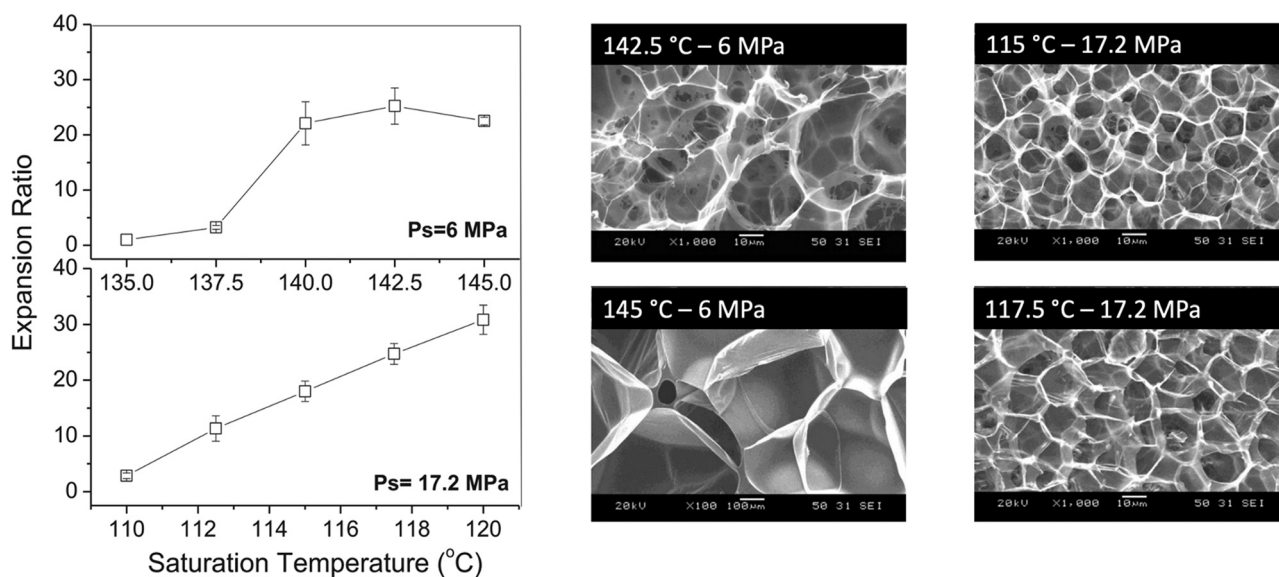 Expansion Ratio
40
30
20
10
0
Ps=6 MPa
135.0 137.5 140.0 142.5 145.0
40
30
20
10
0
Ps= 17.2 MPa
110 112 114 116 118 120
Saturation Temperature (°C)
142.5 °C – 6 MPa
20kV X1,000 10µm 50 31 SEI
115 °C – 17.2 MPa
20kV X1,000 10µm 50 31 SEI
145 °C – 6 MPa
20kV X100 100µm 50 31 SEI
117.5 °C – 17.2 MPa
20kV X1,000 10µm 50 31 SEI